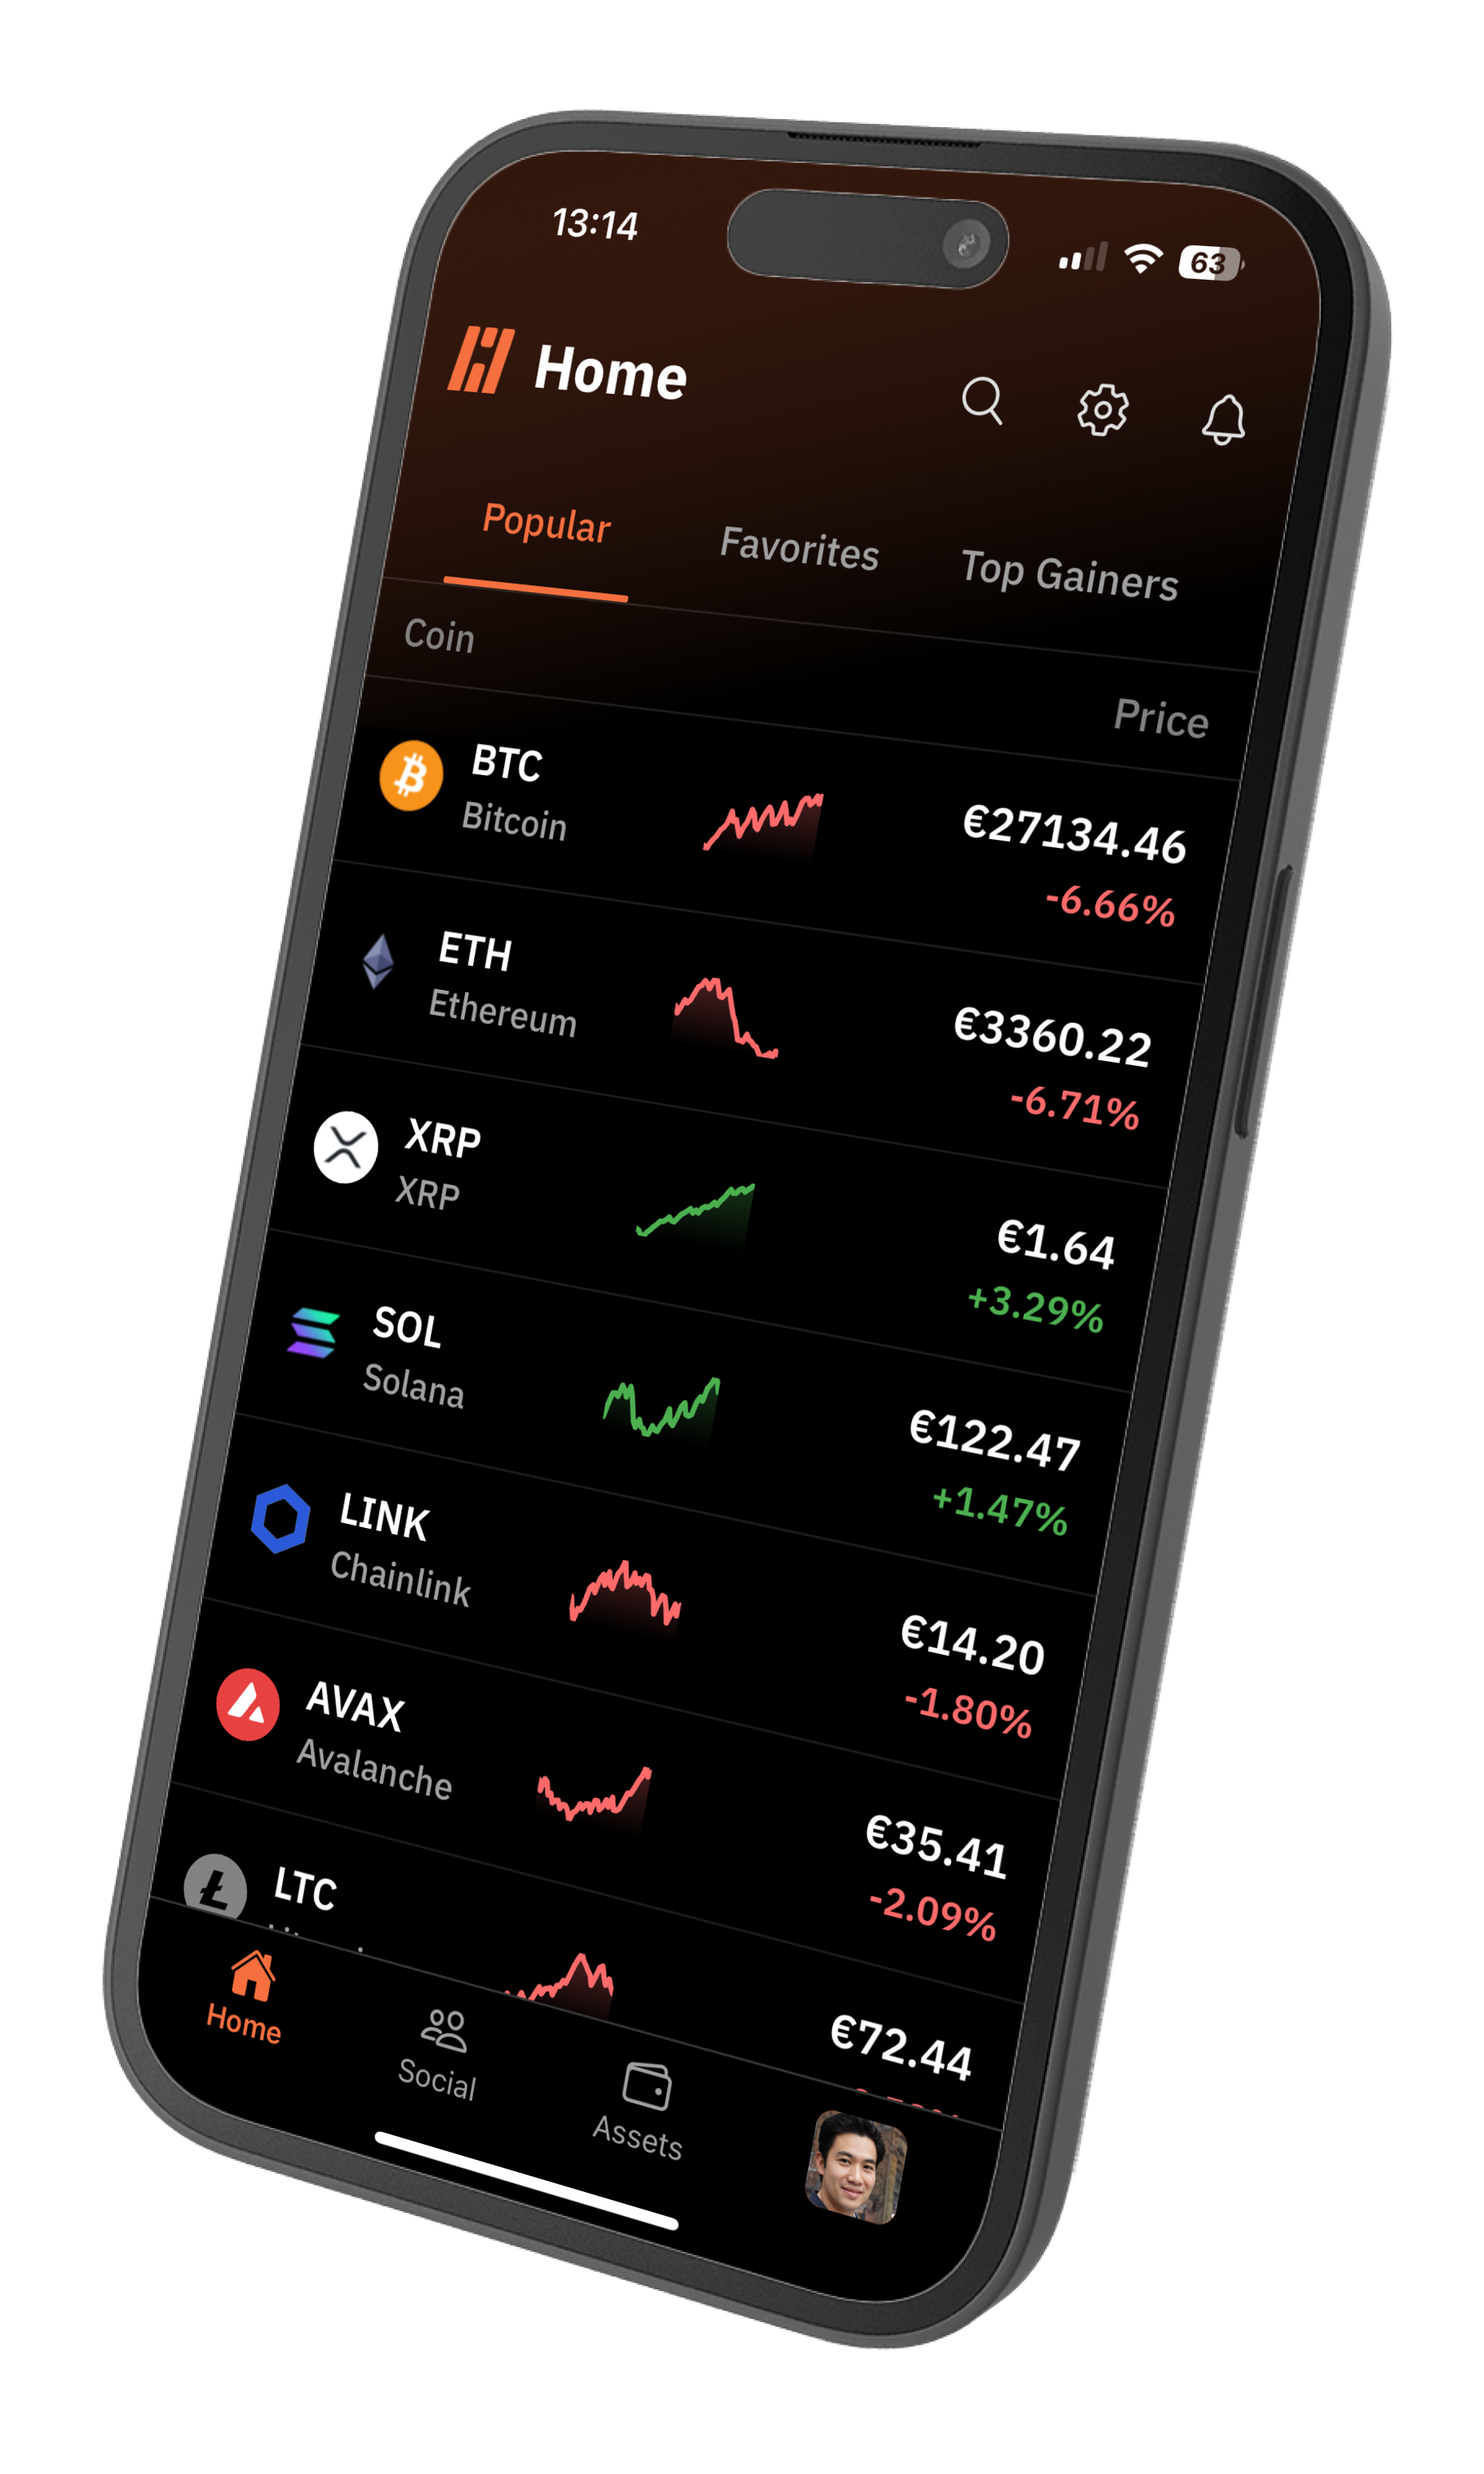 13:14
63
Home
Popular Favorites Top Gainers
Coin Price
BTC
Bitcoin
€27134.46
-6.66%
ETH
Ethereum
€3360.22
-6.71%
XRP
XRP
€1.64
+3.29%
SOL
Solana
€122.47
+1.47%
LINK
Chainlink
€14.20
-1.80%
AVAX
Avalanche
€35.41
-2.09%
LTC
€72.44
Home
Social
Assets